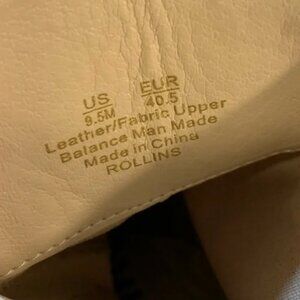 US EUR
9.5M 40.5
Leather/Fabric Upper
Balance Man Made
Made in China
ROLLINS